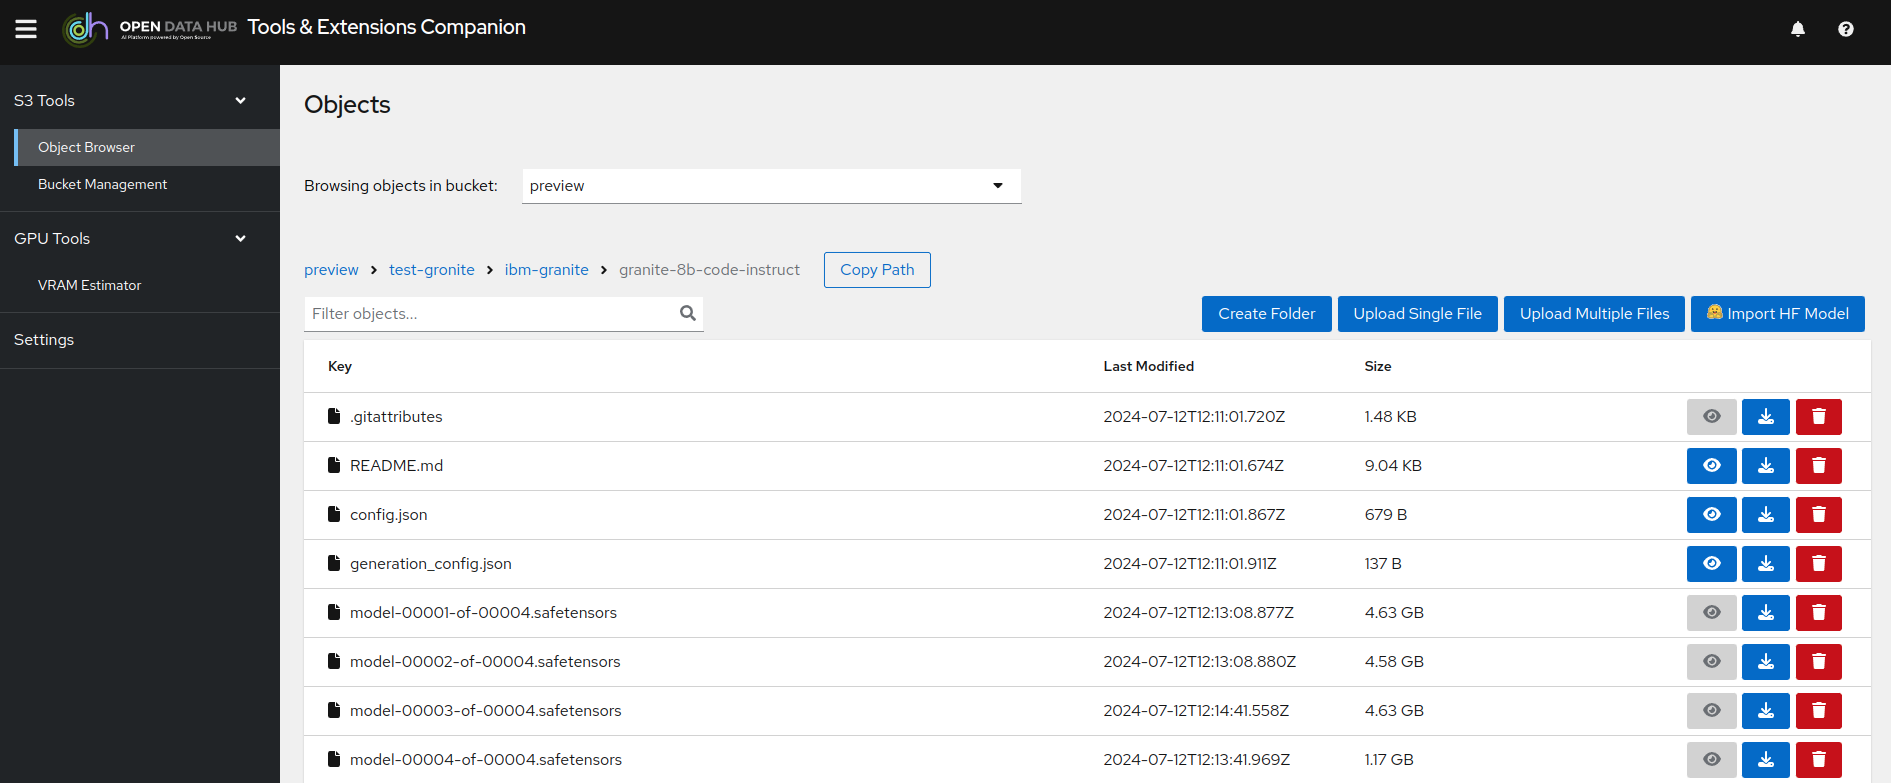 OPEN DATA HUB
AI Platform powered by Open Source
Tools & Extensions Companion
S3 Tools
Object Browser
Bucket Management
GPU Tools
VRAM Estimator
Settings
Objects
Browsing objects in bucket: preview
preview > test-gronite > ibm-granite > granite-8b-code-instruct Copy Path
Filter objects... Create Folder Upload Single File Upload Multiple Files 🤗 Import HF Model
Key Last Modified Size
.gitattributes 2024-07-12T12:11:01.720Z 1.48 KB
README.md 2024-07-12T12:11:01.674Z 9.04 KB
config.json 2024-07-12T12:11:01.867Z 679 B
generation_config.json 2024-07-12T12:11:01.911Z 137 B
model-00001-of-00004.safetensors 2024-07-12T12:13:08.877Z 4.63 GB
model-00002-of-00004.safetensors 2024-07-12T12:13:08.880Z 4.58 GB
model-00003-of-00004.safetensors 2024-07-12T12:14:41.558Z 4.63 GB
model-00004-of-00004.safetensors 2024-07-12T12:13:41.969Z 1.17 GB